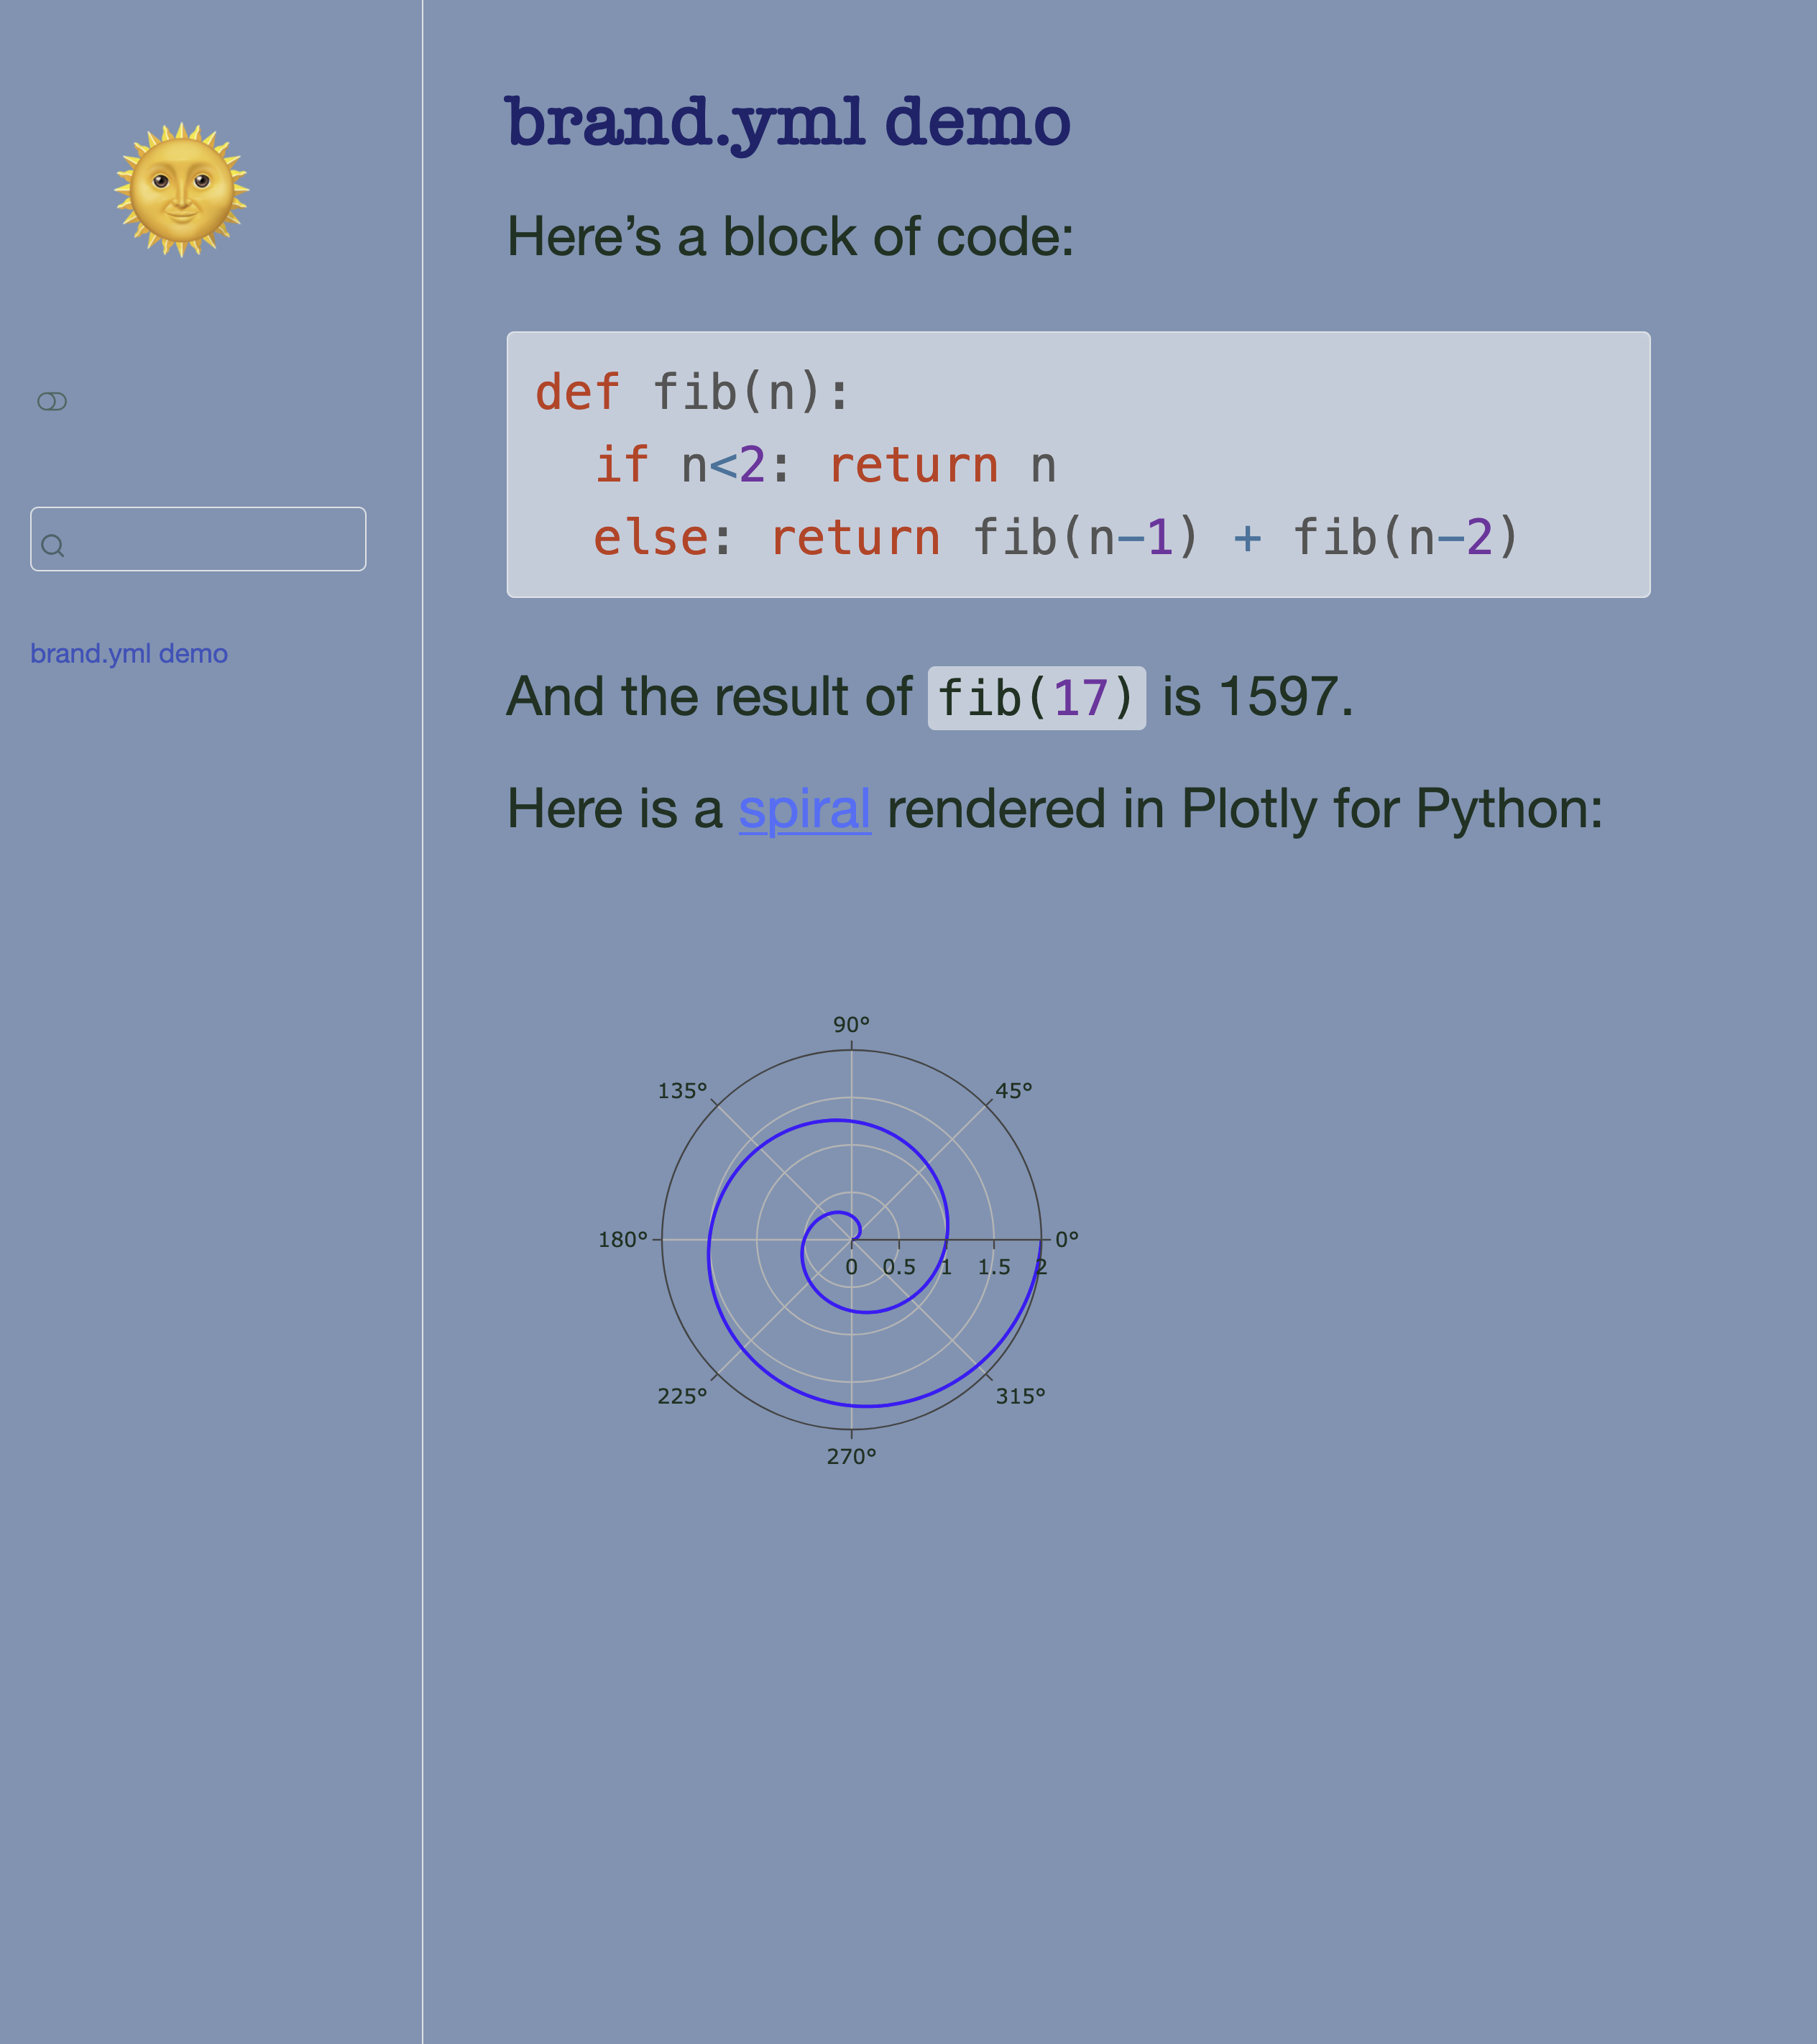 brand.yml demo
brand.yml demo
Here’s a block of code:
def fib(n):
  if n<2: return n
  else: return fib(n-1) + fib(n-2)
And the result of fib(17) is 1597.
Here is a spiral rendered in Plotly for Python:
90°
135°
45°
180°
0°
0 0.5 1 1.5 2
225°
315°
270°